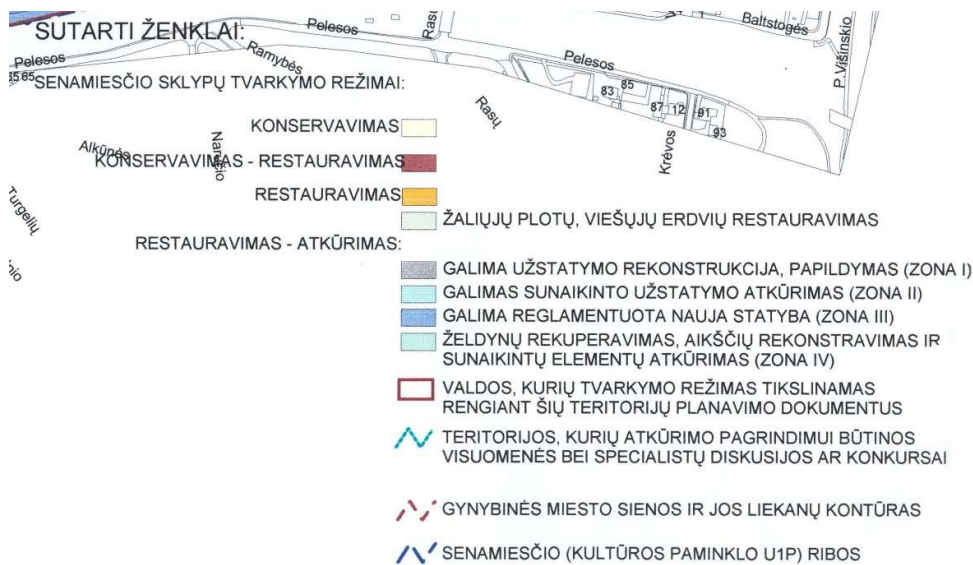 SUTARTI ŽENKLAI:
Pelesos
Rasų
Baltstogės
P.Višinskio
Pelesos
Ramybės
Pelesos
65
SENAMIESČIO SKLYPŲ TVARKYMO REŽIMAI:
83
85
87
12
91
93
Rasų
Krėvos
KONSERVAVIMAS
Alkūnės
KONSERVAVIMAS - RESTAURAVIMAS
RESTAURAVIMAS
Turgelių
ŽALIŲJŲ PLOTŲ, VIEŠŲJŲ ERDVIŲ RESTAURAVIMAS
RESTAURAVIMAS - ATKŪRIMAS:
GALIMA UŽSTATYMO REKONSTRUKCIJA, PAPILDYMAS (ZONA I)
GALIMAS SUNAIKINTO UŽSTATYMO ATKŪRIMAS (ZONA II)
GALIMA REGLAMENTUOTA NAUJA STATYBA (ZONA III)
ŽELDYNŲ REKUPERAVIMAS, AIKŠČIŲ REKONSTRAVIMAS IR
SUNAIKINTŲ ELEMENTŲ ATKŪRIMAS (ZONA IV)
VALDOS, KURIŲ TVARKYMO REŽIMAS TIKSLINAMAS
RENGIANT ŠIŲ TERITORIJŲ PLANAVIMO DOKUMENTUS
TERITORIJOS, KURIŲ ATKŪRIMO PAGRINDIMUI BŪTINOS
VISUOMENĖS BEI SPECIALISTŲ DISKUSIJOS AR KONKURSAI
GYNYBINĖS MIESTO SIENOS IR JOS LIEKANŲ KONTŪRAS
SENAMIESČIO (KULTŪROS PAMINKLO U1P) RIBOS